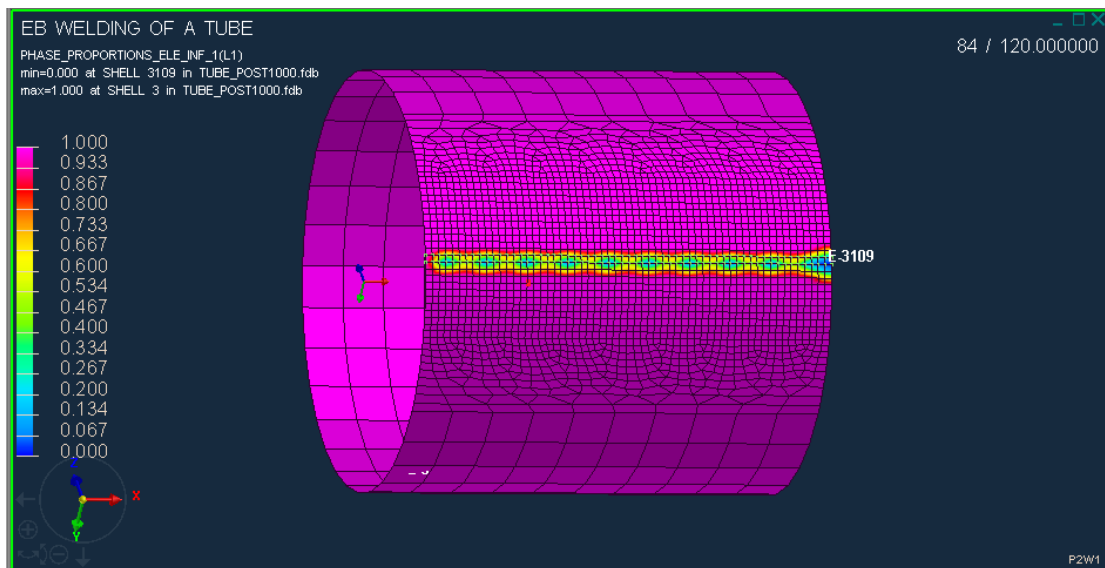 EB WELDING OF A TUBE
84 / 120.000000
PHASE_PROPORTIONS_ELE_INF_1(L1)
min=0.000 at SHELL 3109 in TUBE_POST1000.fdb
max=1.000 at SHELL 3 in TUBE_POST1000.fdb
1.000
0.933
0.867
0.800
0.733
0.667
0.600
0.534
0.467
0.400
0.334
0.267
0.200
0.134
0.067
0.000
E-3109
Z
X
Y
P2W1